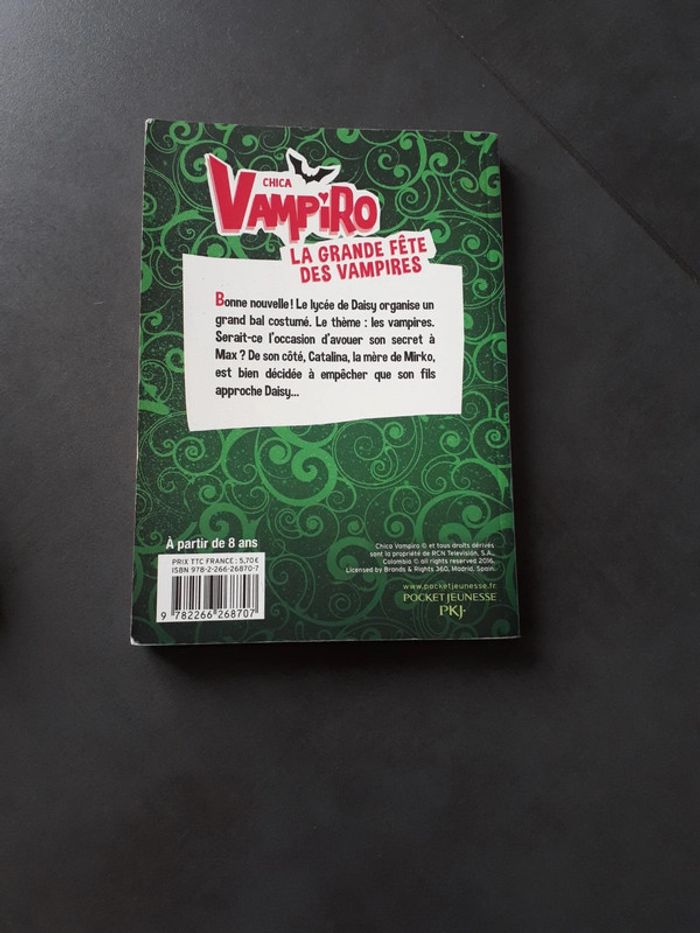 CHICA
VAMPiRO
LA GRANDE FÊTE
DES VAMPIRES
Bonne nouvelle ! Le lycée de Daisy organise un
grand bal costumé. Le thème : les vampires.
Serait-ce l'occasion d'avouer son secret à
Max ? De son côté, Catalina, la mère de Mirko,
est bien décidée à empêcher que son fils
approche Daisy...
À partir de 8 ans
PRIX TTC FRANCE : 5,70€
ISBN 978-2-266-26870-7
9 782266 268707
Chica Vampiro © et tous droits dérivés
sont la propriété de RCN Televisión, S.A.,
Colombia © all rights reserved 2016.
Licensed by Brands & Rights 360, Madrid, Spain.
www.pocketjeunesse.fr
POCKET JEUNESSE
PKJ·